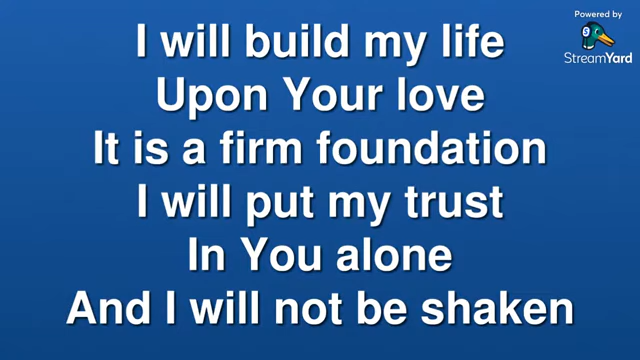 Powered by
StreamYard
I will build my life
Upon Your love
It is a firm foundation
I will put my trust
In You alone
And I will not be shaken